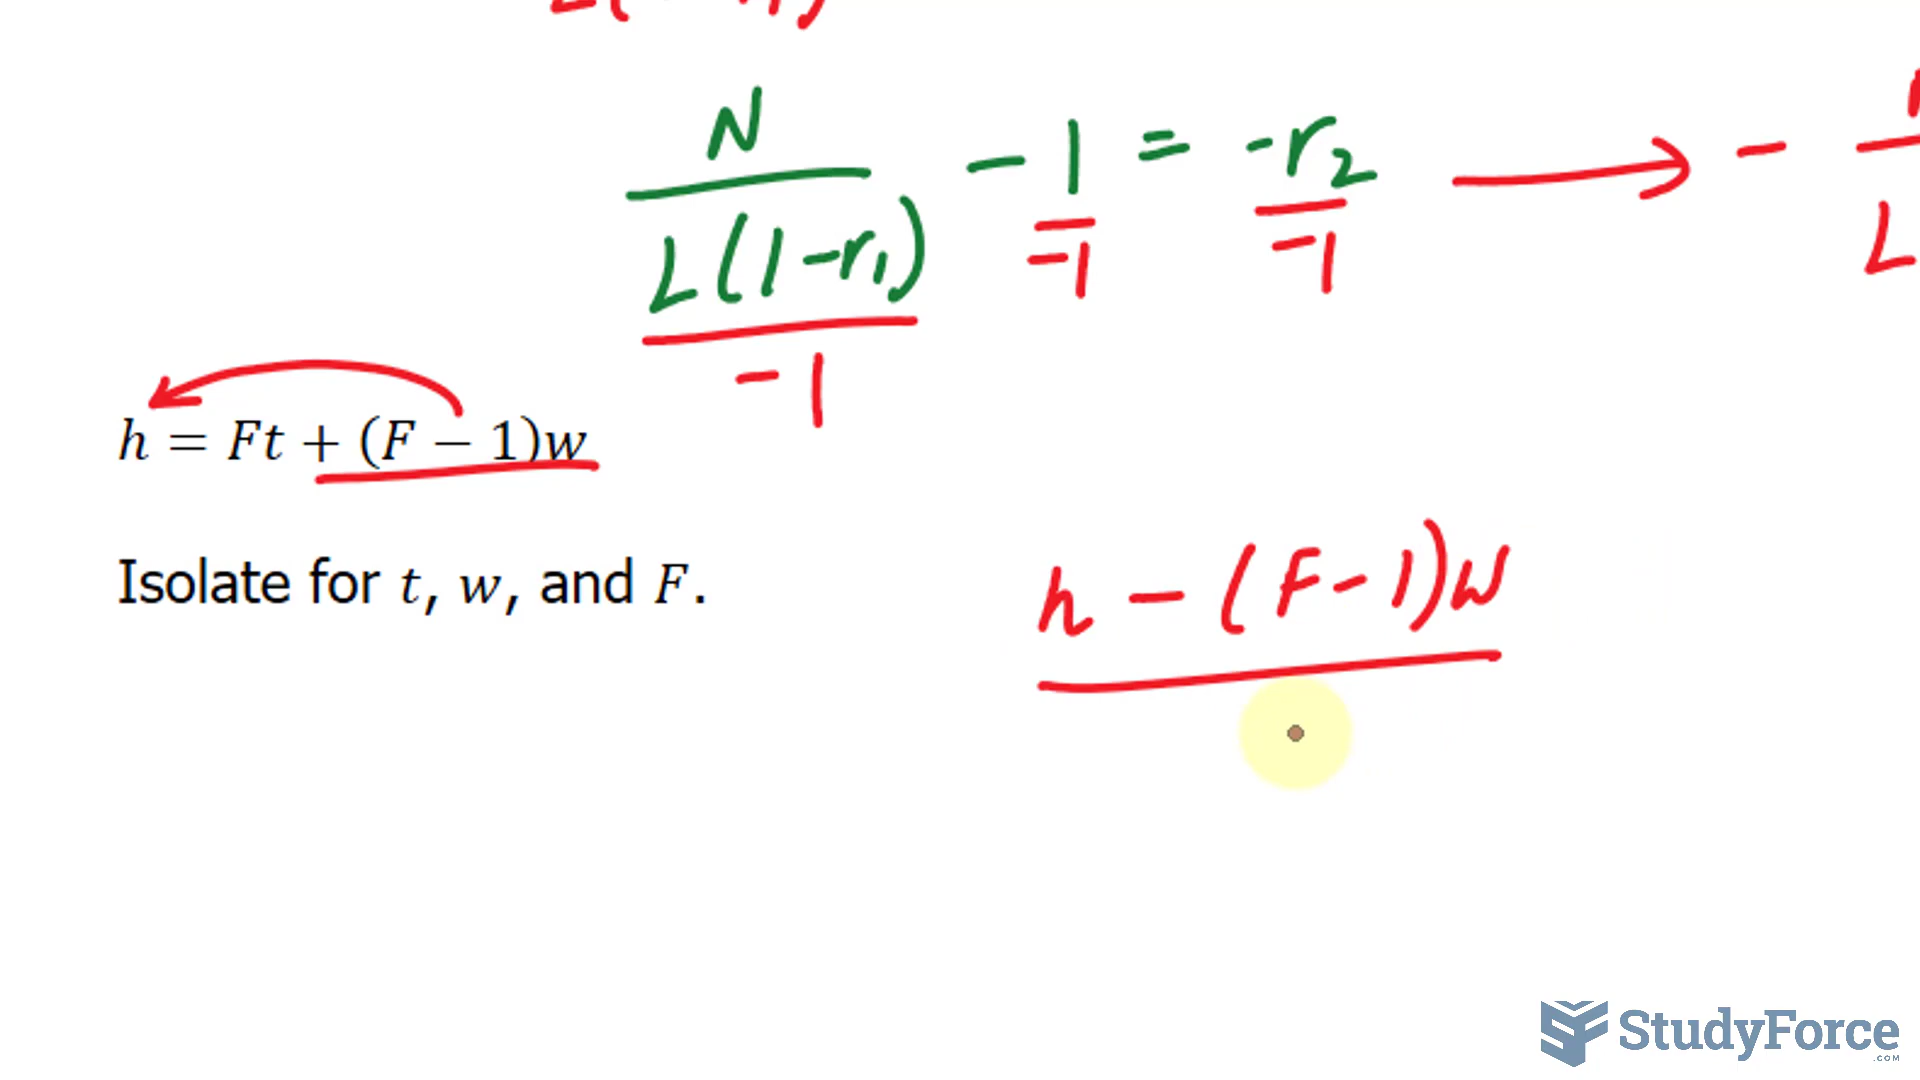 N
— - 1 = -r₂ → -
L(1-r₁) -1 -1 L
-1
h = Ft + (F − 1)w
Isolate for t, w, and F.
h - (F-1)w
StudyForce
.COM